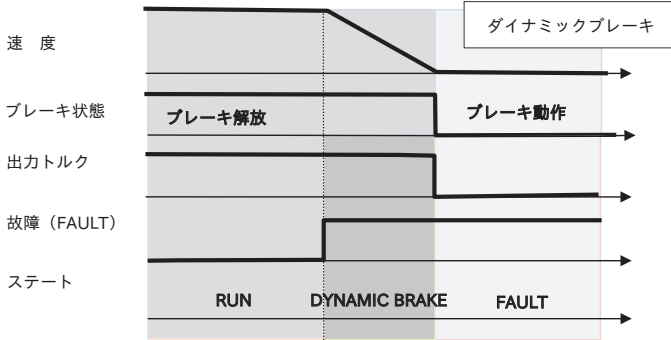 ダイナミックブレーキ
速　度
ブレーキ状態
ブレーキ解放
ブレーキ動作
出力トルク
故障（FAULT）
ステート
RUN
DYNAMIC BRAKE
FAULT